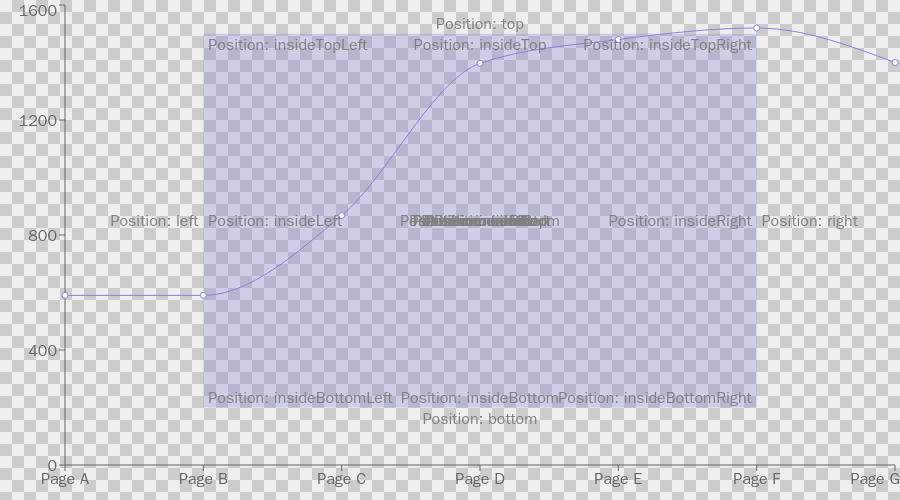 1600
Position: top
Position: insideTopLeft
Position: insideTop
Position: insideTopRight
1200
Position: left
Position: insideLeft
Position: insideRight
Position: right
800
400
Position: insideBottomLeft
Position: insideBottom
Position: insideBottomRight
Position: bottom
0
Page A
Page B
Page C
Page D
Page E
Page F
Page G